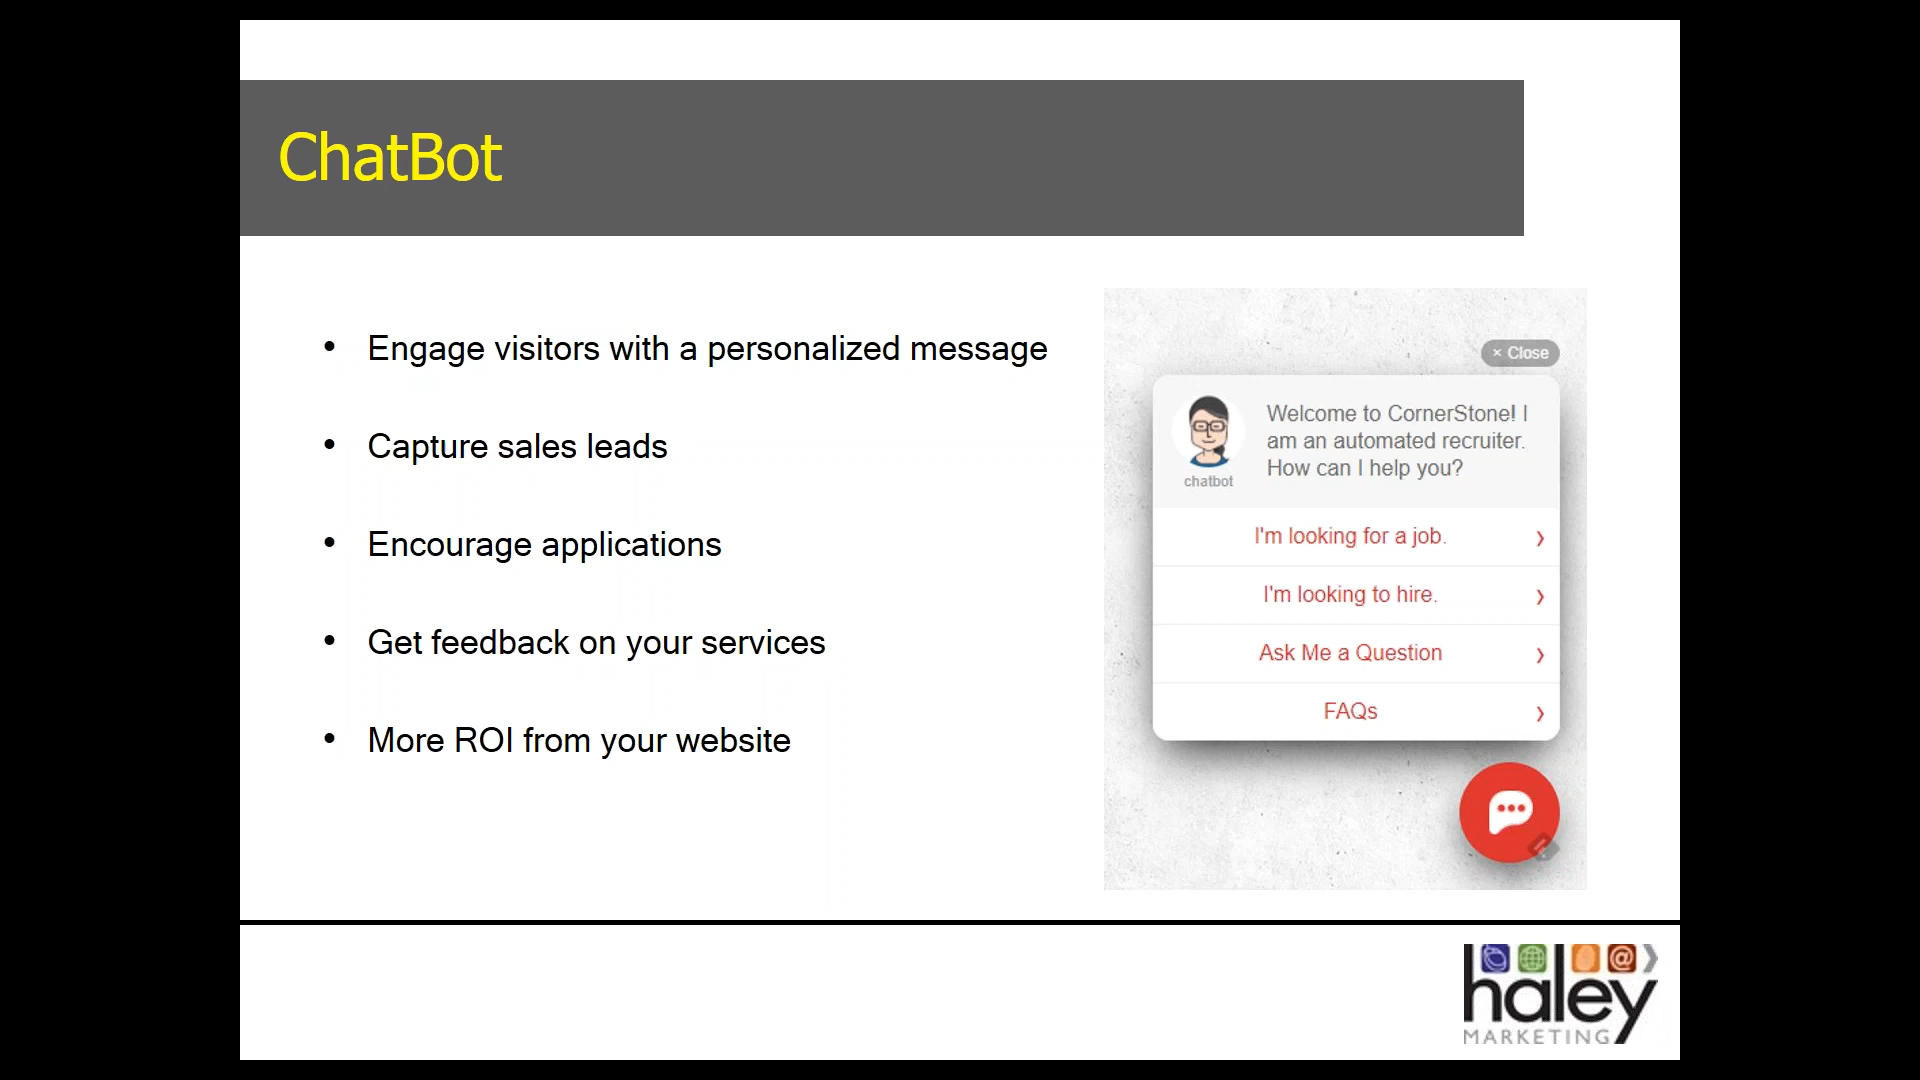 ChatBot
• Engage visitors with a personalized message
• Capture sales leads
• Encourage applications
• Get feedback on your services
• More ROI from your website
× Close
Welcome to CornerStone! I
am an automated recruiter.
How can I help you?
chatbot
I'm looking for a job.
I'm looking to hire.
Ask Me a Question
FAQs
haley
MARKETING